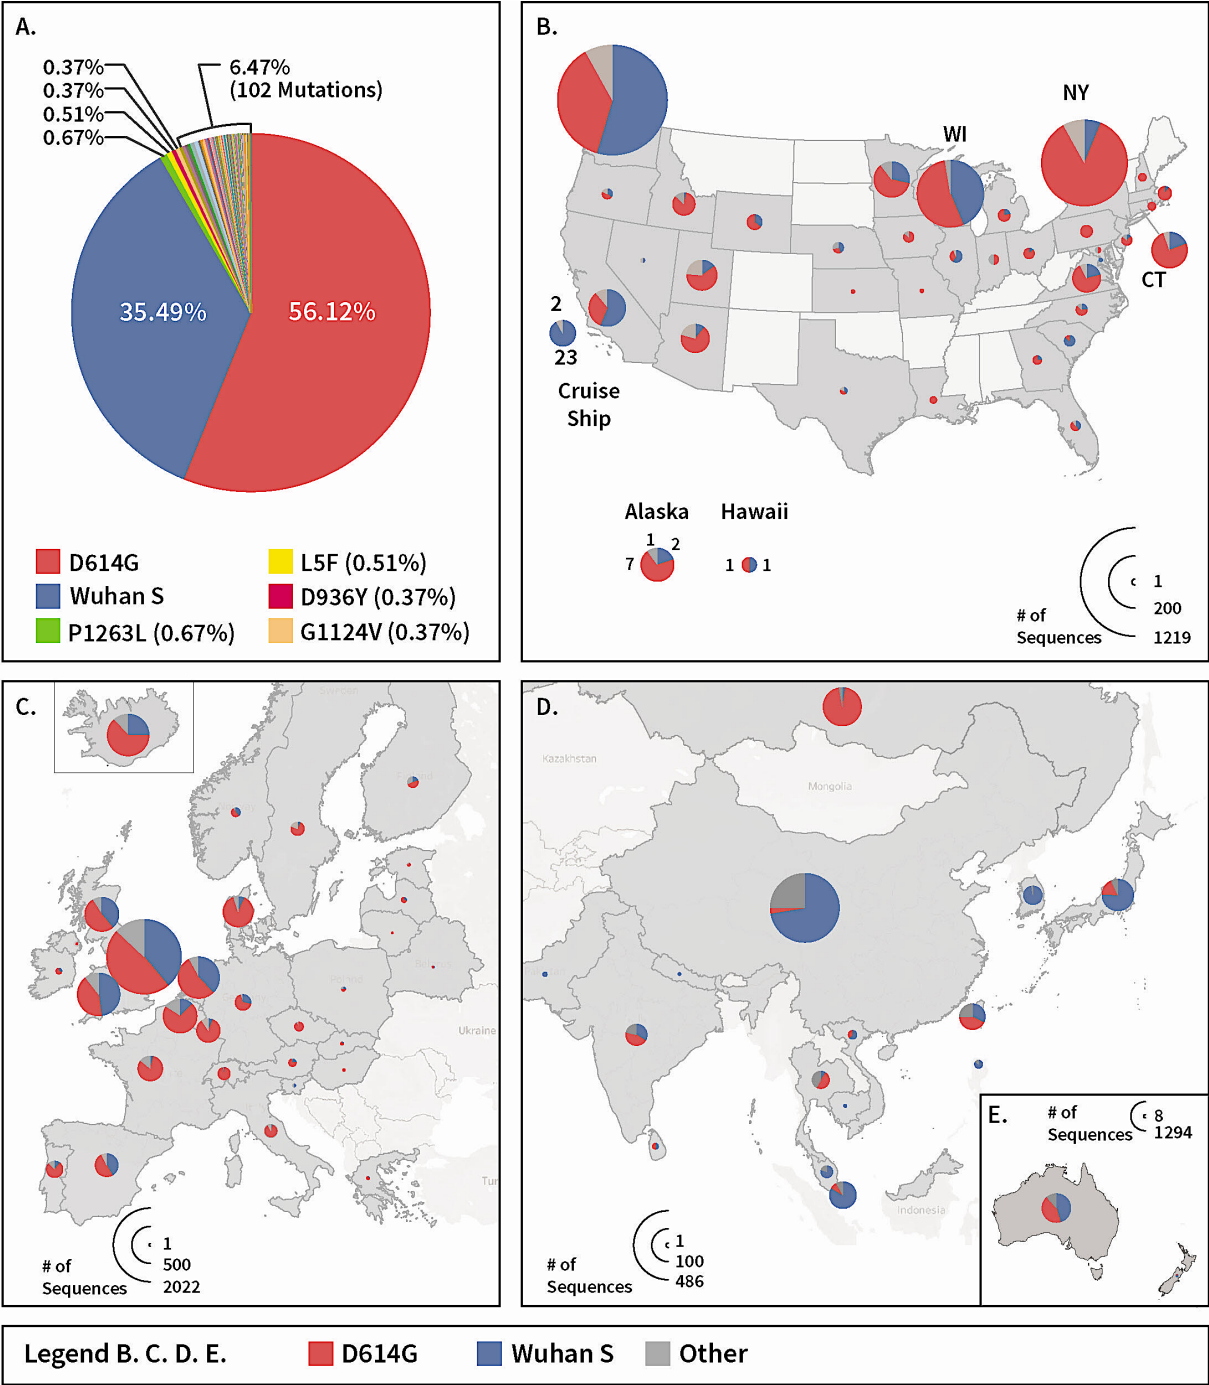 A.
0.37%
0.37%
0.51%
0.67%
6.47%
(102 Mutations)
35.49%
56.12%
D614G
Wuhan S
P1263L (0.67%)
L5F (0.51%)
D936Y (0.37%)
G1124V (0.37%)
B.
NY
WI
CT
2
23
Cruise
Ship
Alaska
1
2
7
Hawaii
1
1
# of
Sequences
1
200
1219
C.
Sweden
Ukraine
Tur
# of
Sequences
1
500
2022
D.
Kazakhstan
Mongolia
Indonesia
# of
Sequences
1
100
486
E.
# of
Sequences
8
1294
Legend B. C. D. E.
D614G
Wuhan S
Other